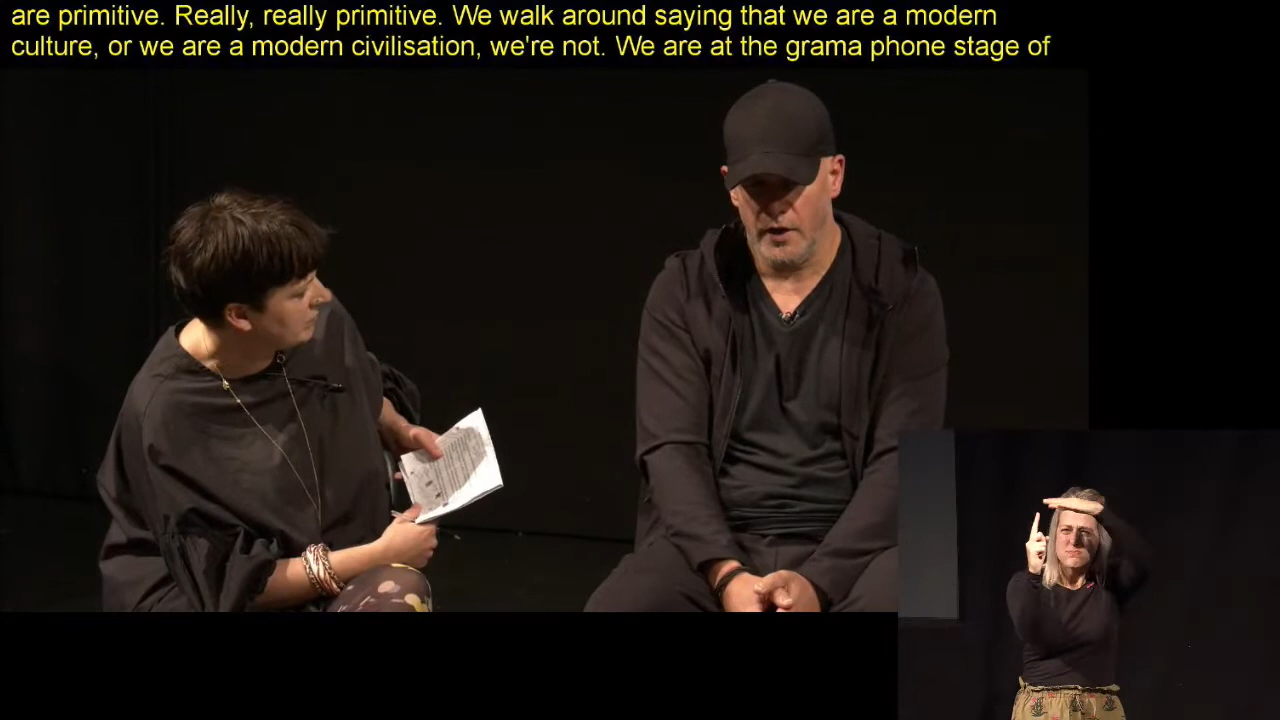 are primitive. Really, really primitive. We walk around saying that we are a modern
culture, or we are a modern civilisation, we're not. We are at the grama phone stage of